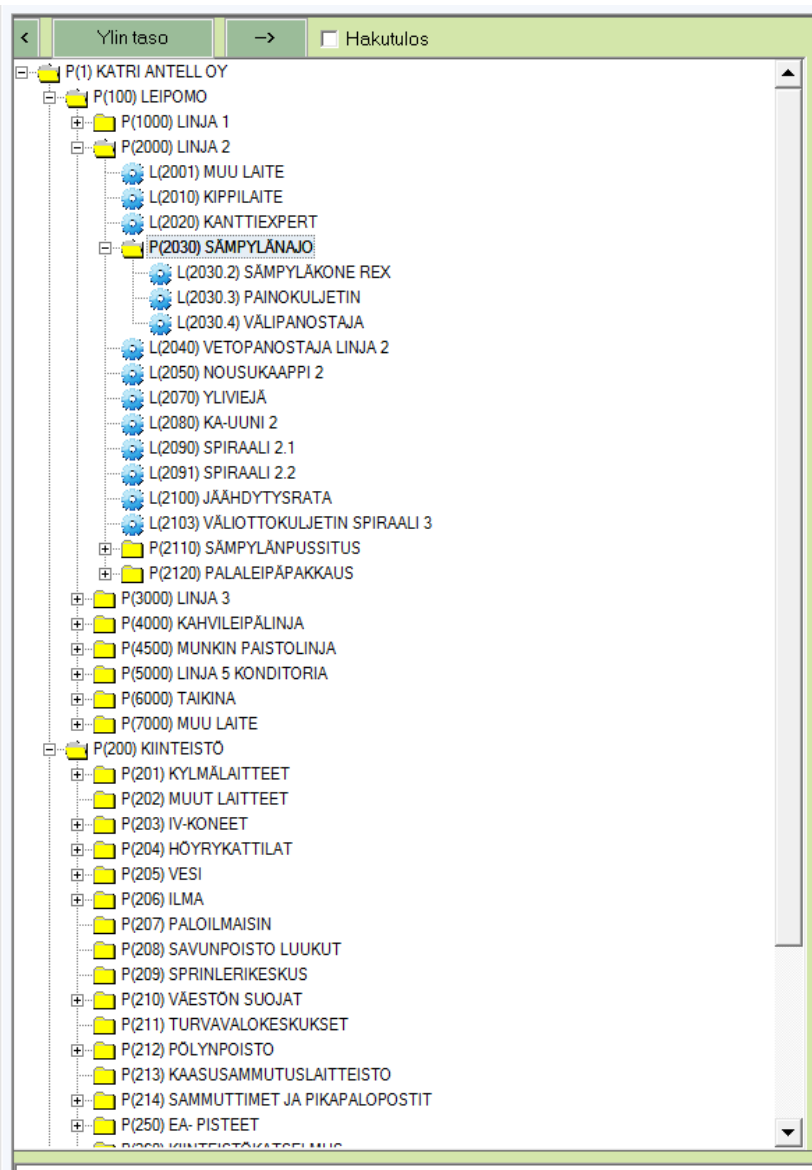 < Ylin taso --> Hakutulos
P(1) KATRI ANTELL OY
P(100) LEIPOMO
P(1000) LINJA 1
P(2000) LINJA 2
L(2001) MUU LAITE
L(2010) KIPPILAITE
L(2020) KANTTIEXPERT
P(2030) SÄMPYLÄNAJO
L(2030.2) SÄMPYLÄKONE REX
L(2030.3) PAINOKULJETIN
L(2030.4) VÄLIPANOSTAJA
L(2040) VETOPANOSTAJA LINJA 2
L(2050) NOUSUKAAPPI 2
L(2070) YLIVIEJÄ
L(2080) KA-UUNI 2
L(2090) SPIRAALI 2.1
L(2091) SPIRAALI 2.2
L(2100) JÄÄHDYTYSRATA
L(2103) VÄLIOTTOKULJETIN SPIRAALI 3
P(2110) SÄMPYLÄNPUSSITUS
P(2120) PALALEIPÄPAKKAUS
P(3000) LINJA 3
P(4000) KAHVILEIPÄLINJA
P(4500) MUNKIN PAISTOLINJA
P(5000) LINJA 5 KONDITORIA
P(6000) TAIKINA
P(7000) MUU LAITE
P(200) KIINTEISTÖ
P(201) KYLMÄLAITTEET
P(202) MUUT LAITTEET
P(203) IV-KONEET
P(204) HÖYRYKATTILAT
P(205) VESI
P(206) ILMA
P(207) PALOILMAISIN
P(208) SAVUNPOISTO LUUKUT
P(209) SPRINLERIKESKUS
P(210) VÄESTÖN SUOJAT
P(211) TURVAVALOKESKUKSET
P(212) PÖLYNPOISTO
P(213) KAASUSAMMUTUSLAITTEISTO
P(214) SAMMUTTIMET JA PIKAPALOPOSTIT
P(250) EA- PISTEET
KIINTEISTÖKATSELMUS